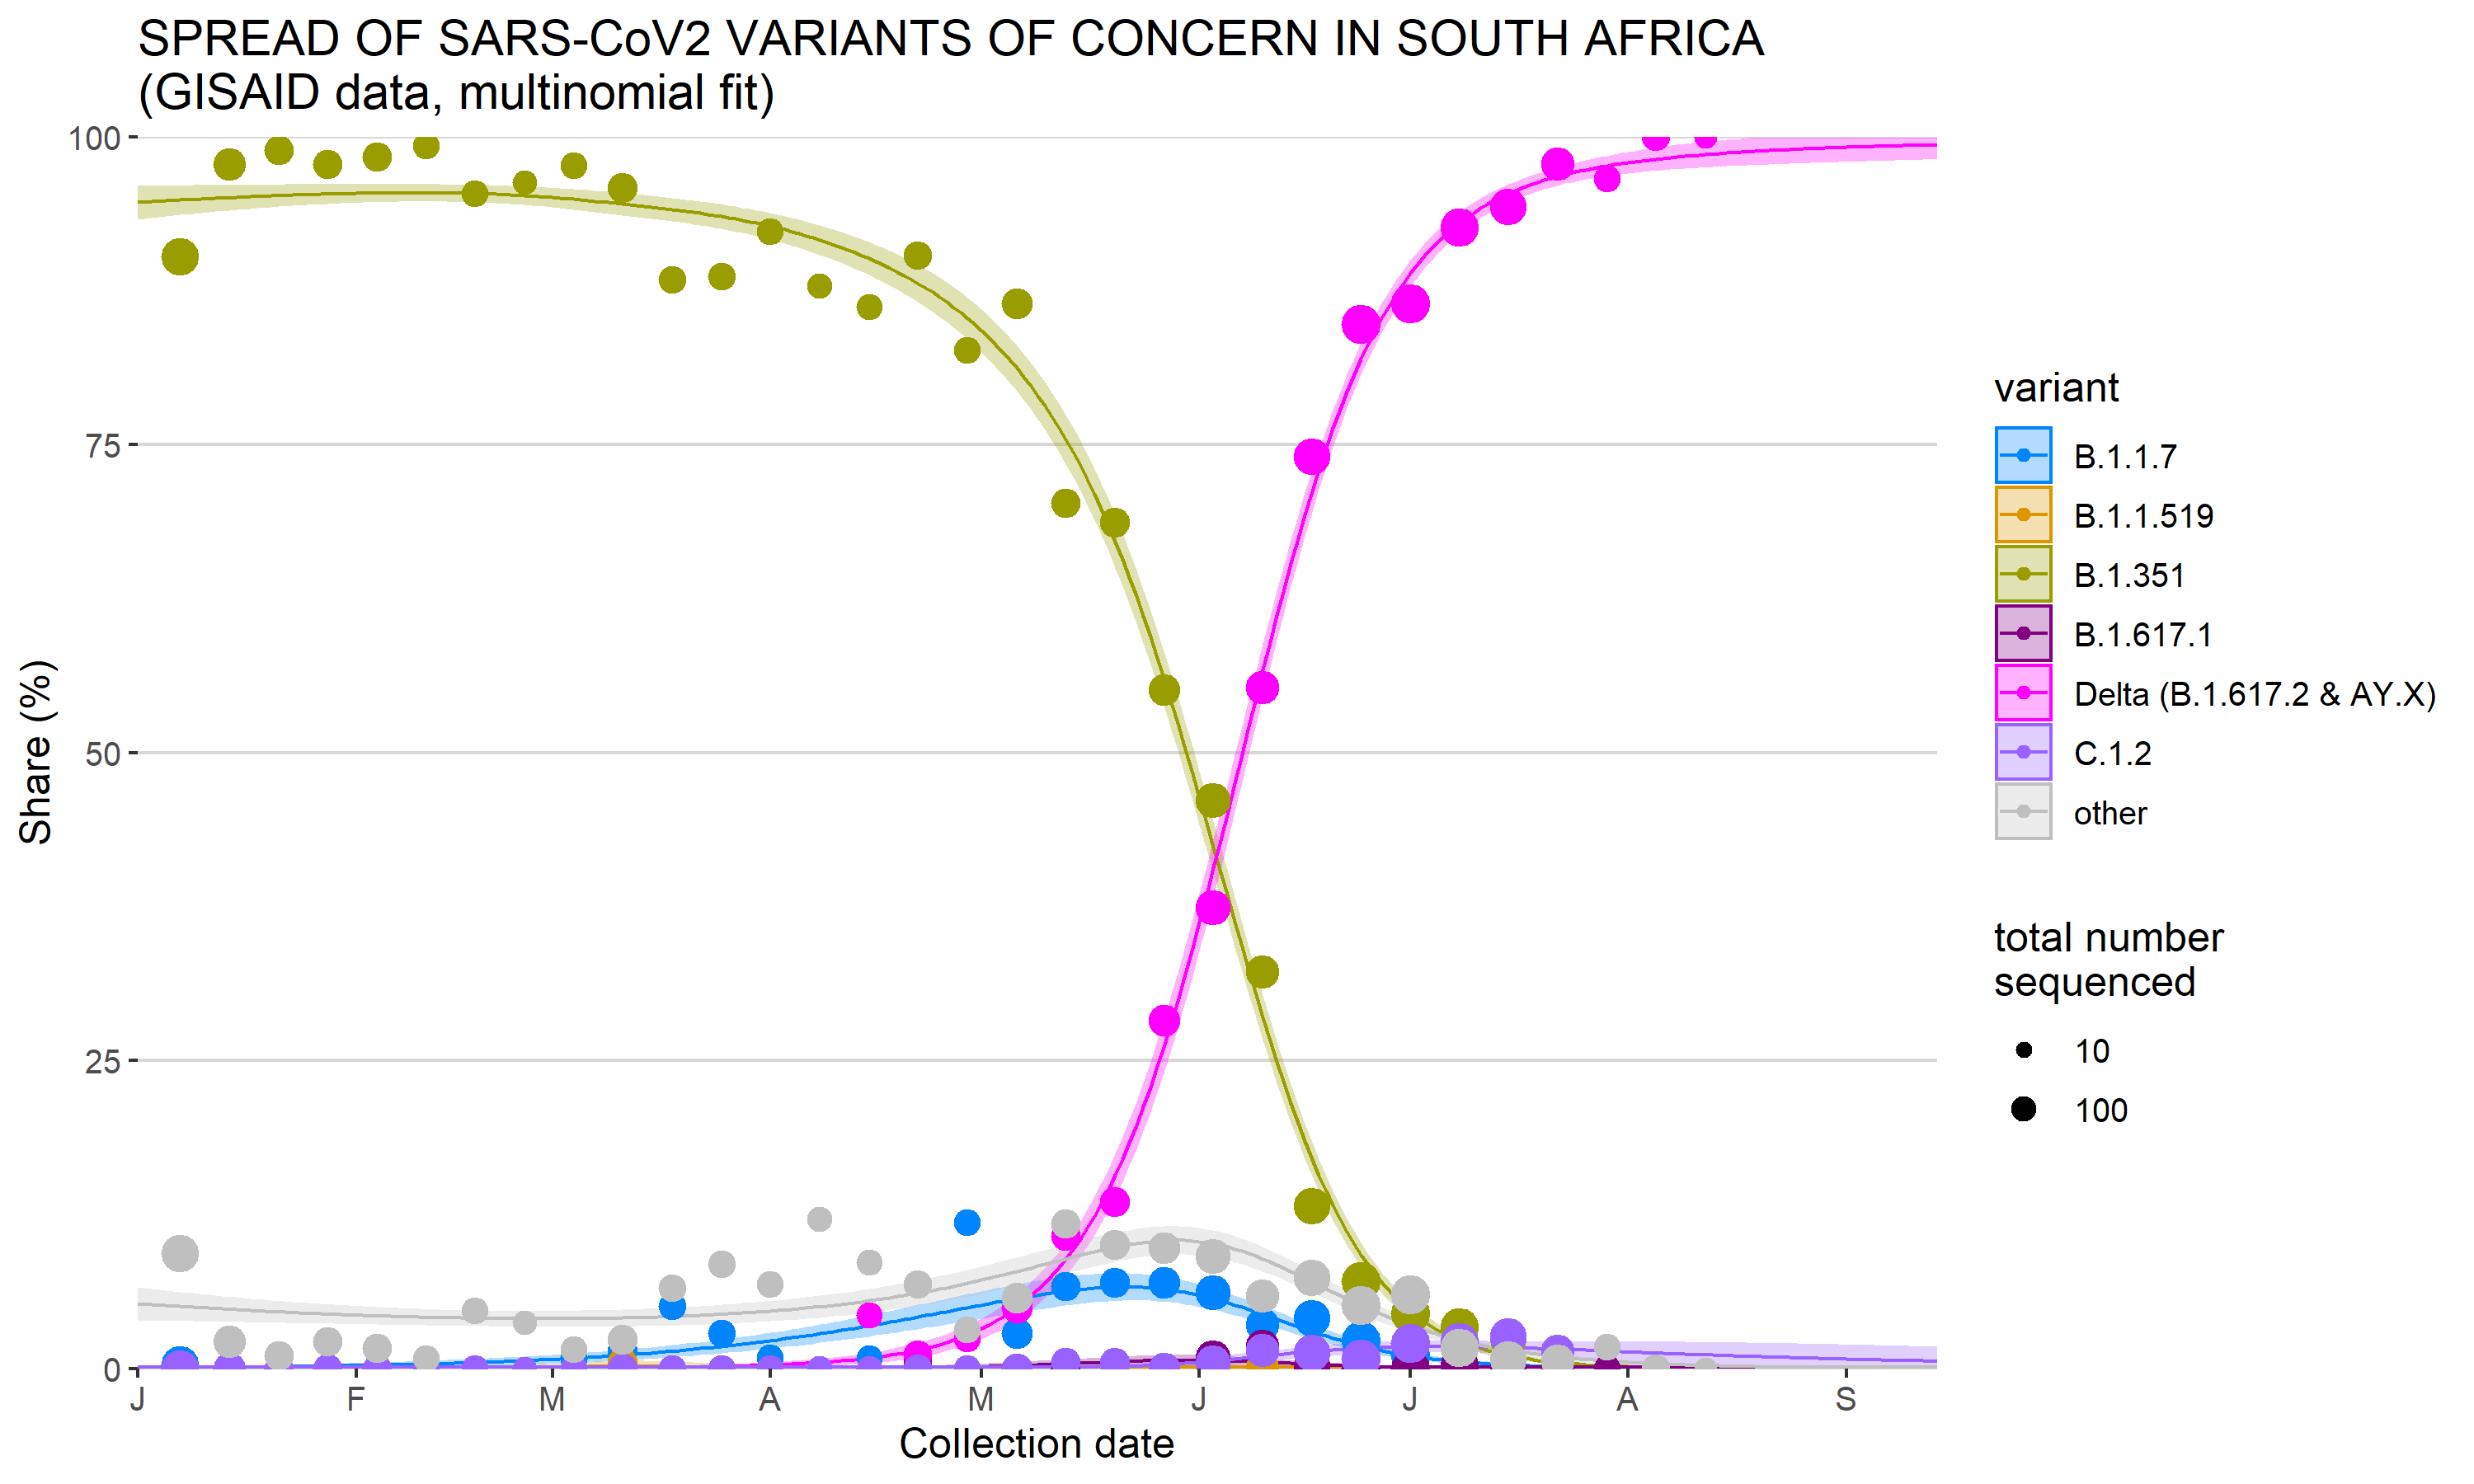 SPREAD OF SARS-CoV2 VARIANTS OF CONCERN IN SOUTH AFRICA
(GISAID data, multinomial fit)
100
75
50
25
0
Share (%)
J F M A M J J A S
Collection date
variant
B.1.1.7
B.1.1.519
B.1.351
B.1.617.1
Delta (B.1.617.2 & AY.X)
C.1.2
other
total number
sequenced
10
100